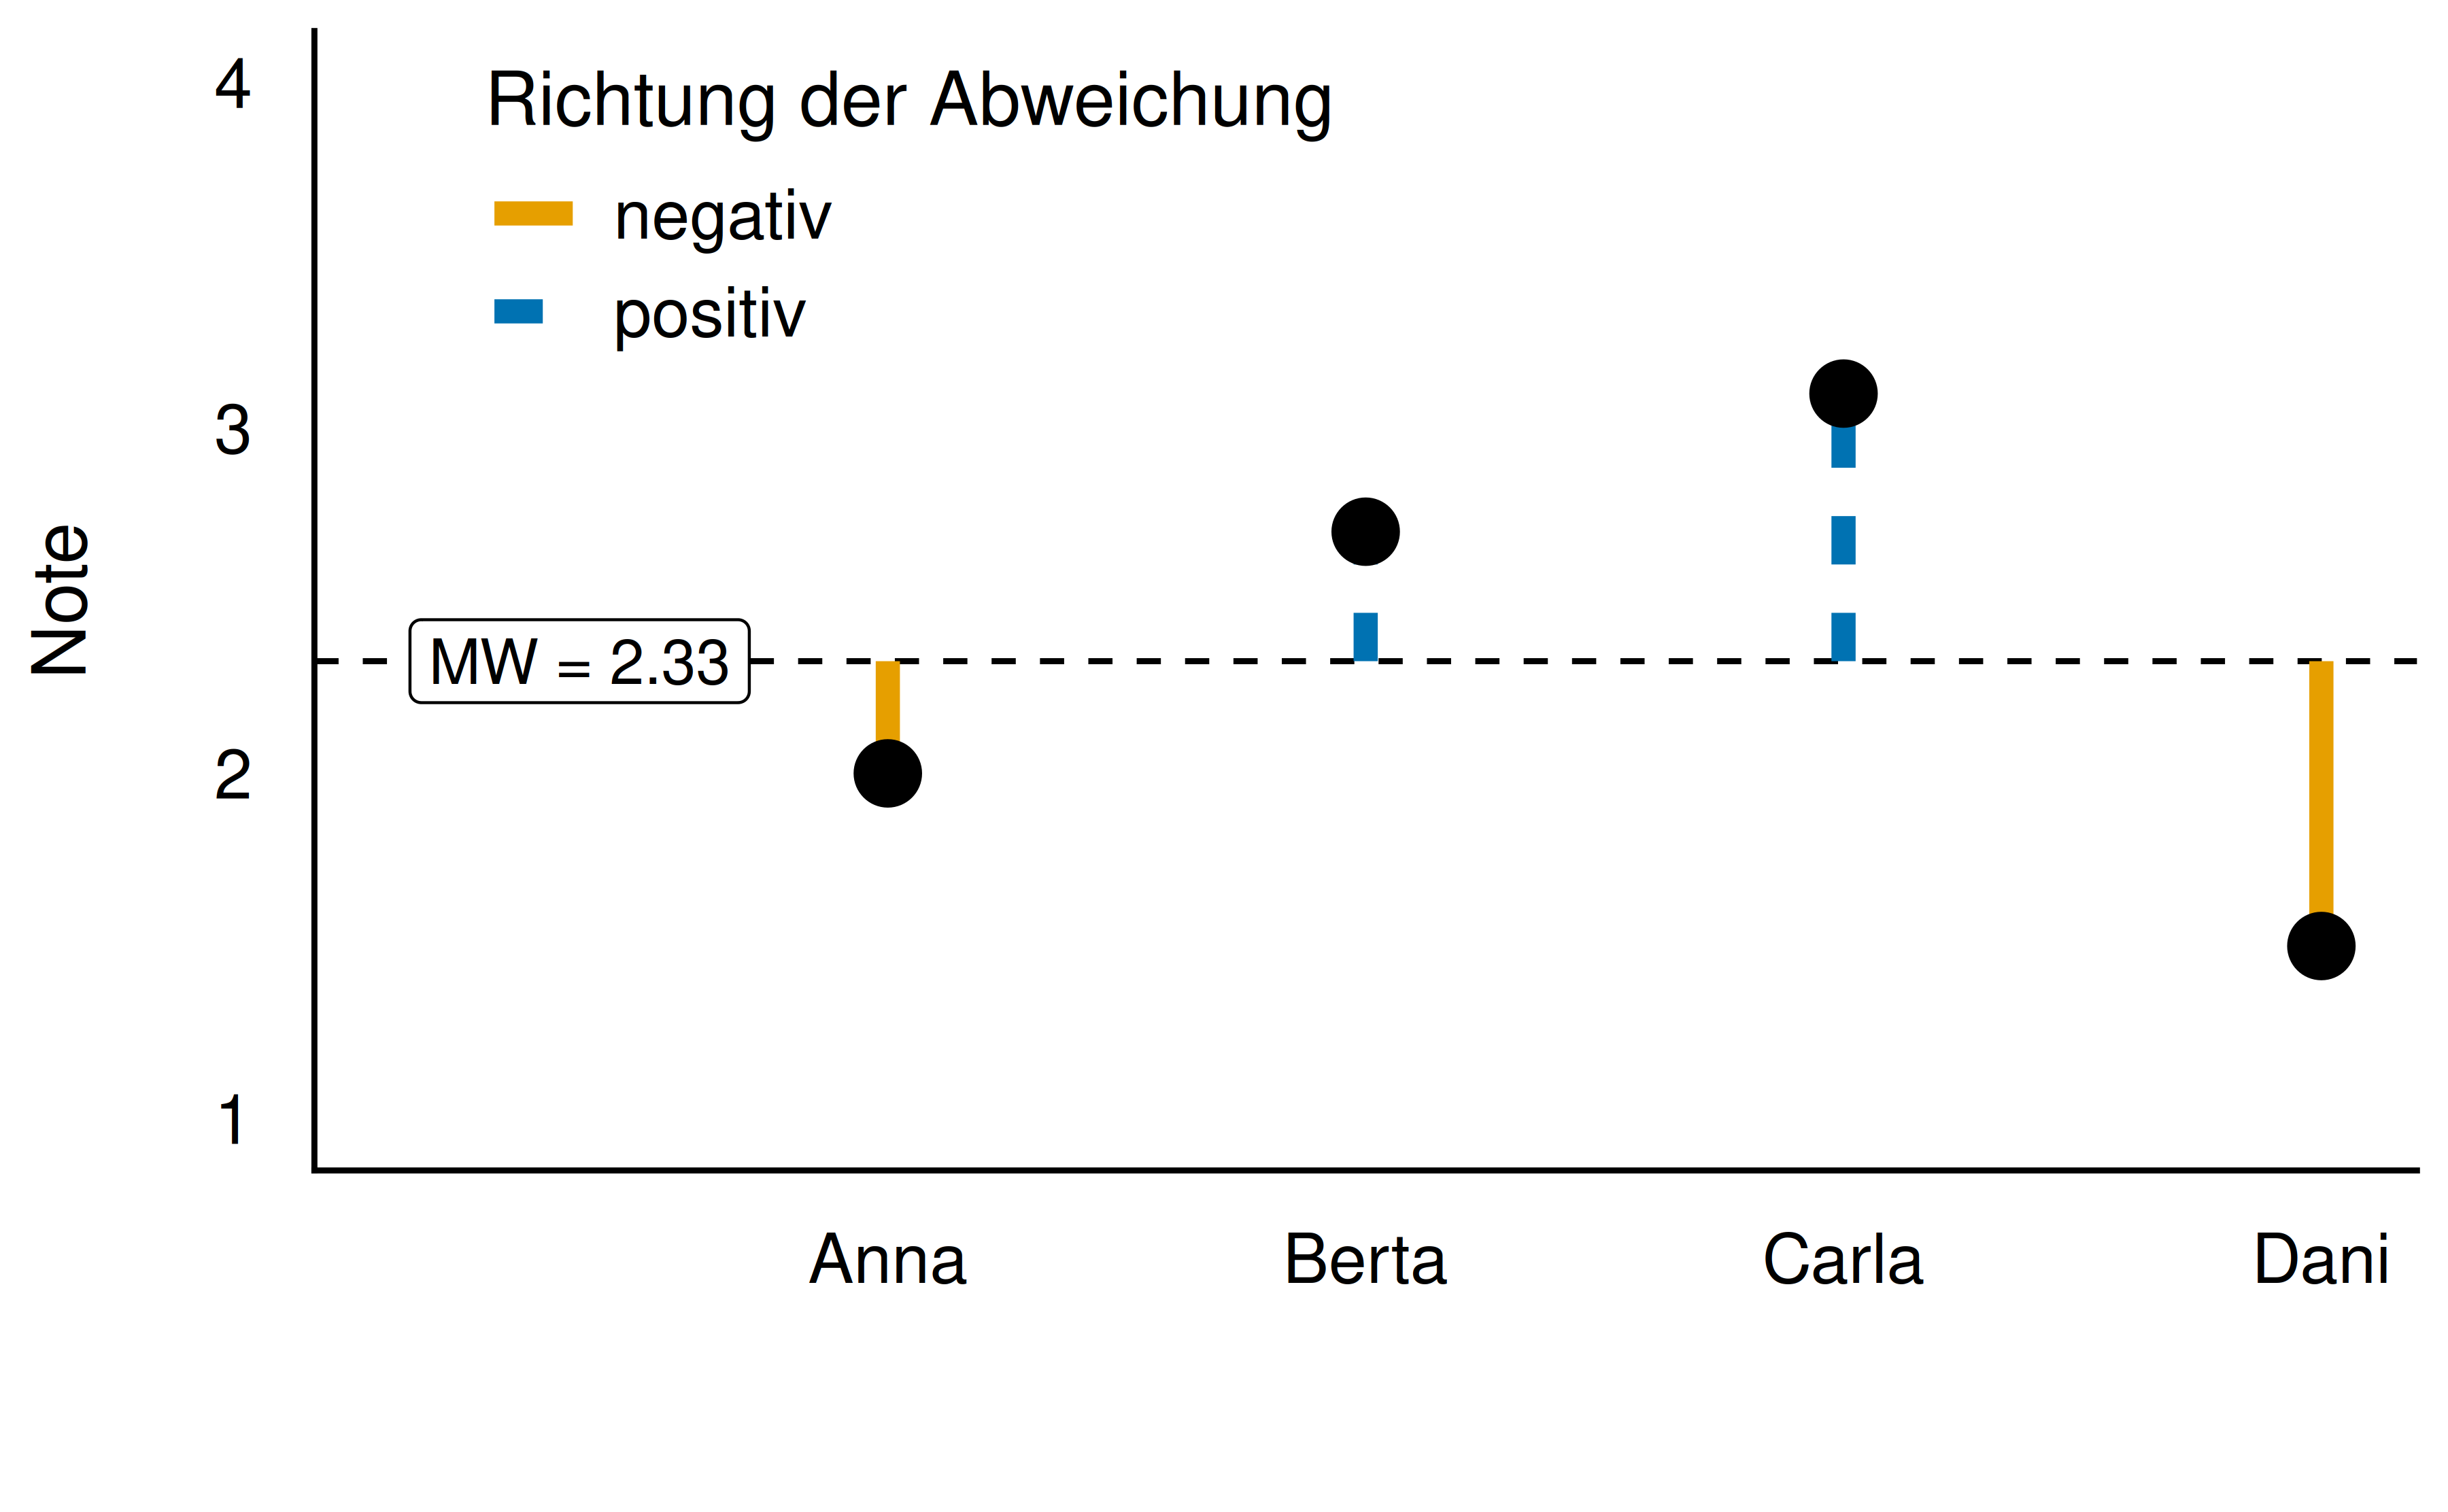 4
Richtung der Abweichung
negativ
positiv
3
Note
MW = 2.33
2
1
Anna
Berta
Carla
Dani